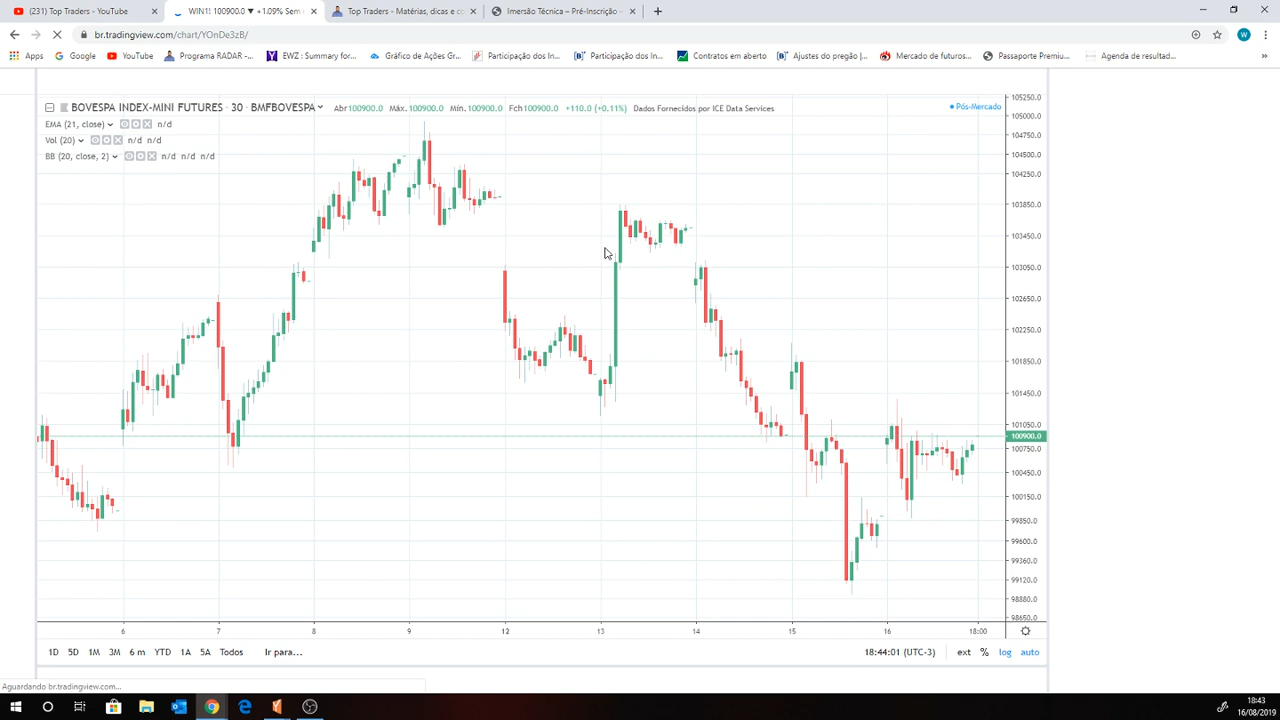 (231) Top Traders - YouTube
WIN1! 100900.0 ▼ +1.09% Sem
Top Traders - Matérias, dicas e co
Imersão Técnica – Pré-Inscrição –
br.tradingview.com/chart/YOnDe3zB/
W
Apps
Google
YouTube
Programa RADAR -...
EWZ : Summary for...
Gráfico de Ações Gr...
Participação dos In...
Participação dos In...
Contratos em aberto
Ajustes do pregão |...
Mercado de futuros...
Passaporte Premiu...
Agenda de resultad...
»
BOVESPA INDEX-MINI FUTURES · 30 · BMFBOVESPA
Abr100900.0 Máx.100900.0 Mín.100900.0 Fch100900.0 +110.0 (+0.11%) Dados Fornecidos por ICE Data Services
Pós-Mercado
EMA (21, close) n/d
Vol (20) n/d n/d
BB (20, close, 2) n/d n/d n/d
105250.0
105000.0
104750.0
104500.0
104250.0
103850.0
103450.0
103050.0
102650.0
102250.0
101850.0
101450.0
101050.0
100900.0
100750.0
100450.0
100150.0
99850.0
99600.0
99360.0
99120.0
98880.0
98650.0
6 7 8 9 12 13 14 15 16 18:00
1D 5D 1M 3M 6 m YTD 1A 5A Todos Ir para...
18:44:01 (UTC-3) ext % log auto
Aguardando br.tradingview.com...
18:43
16/08/2019